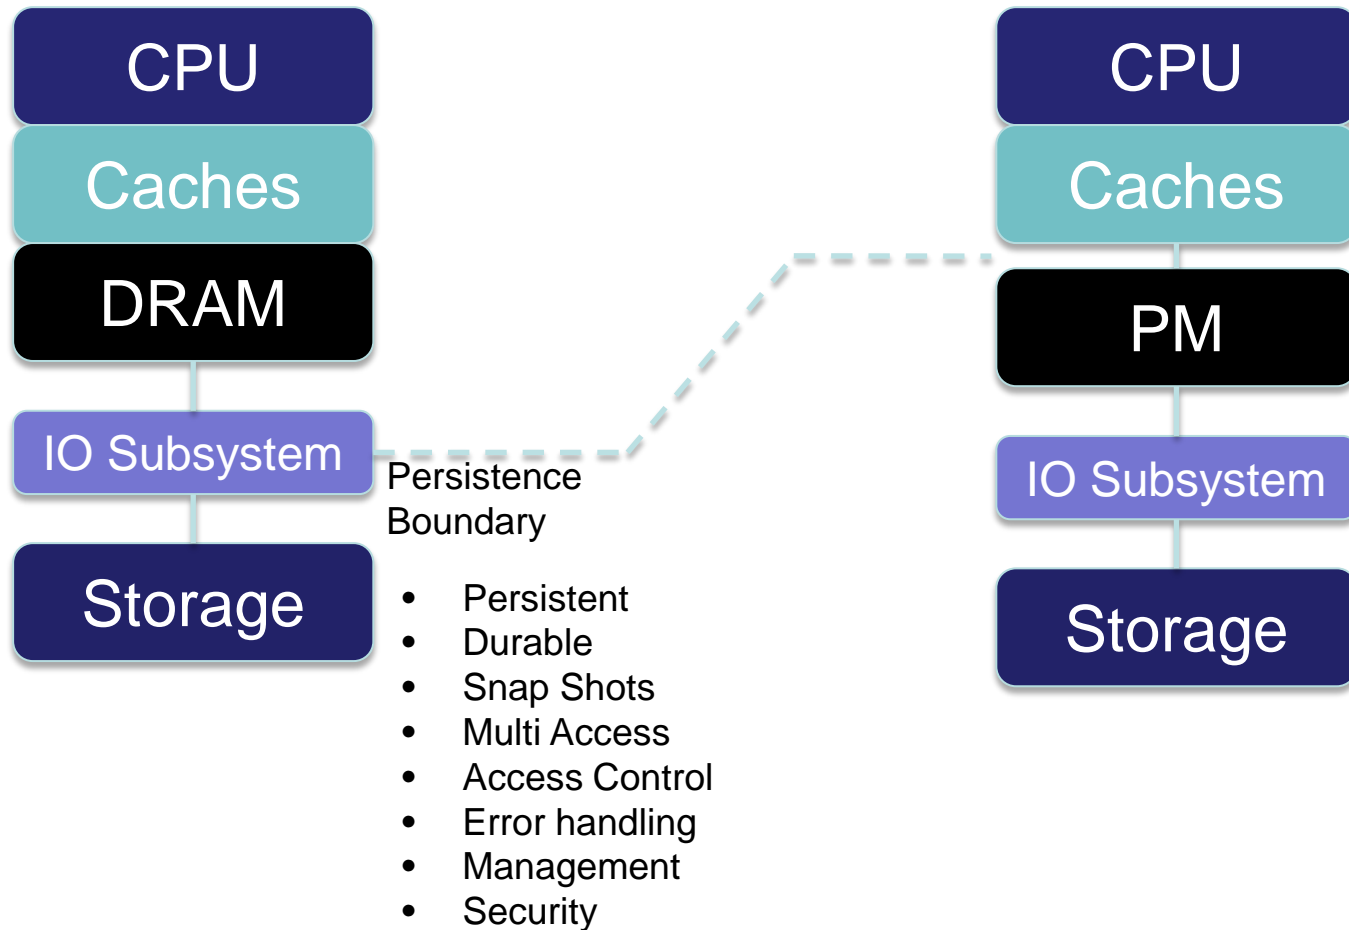 CPU
Caches
DRAM
IO Subsystem
Storage
Persistence
Boundary
• Persistent
• Durable
• Snap Shots
• Multi Access
• Access Control
• Error handling
• Management
• Security
CPU
Caches
PM
IO Subsystem
Storage